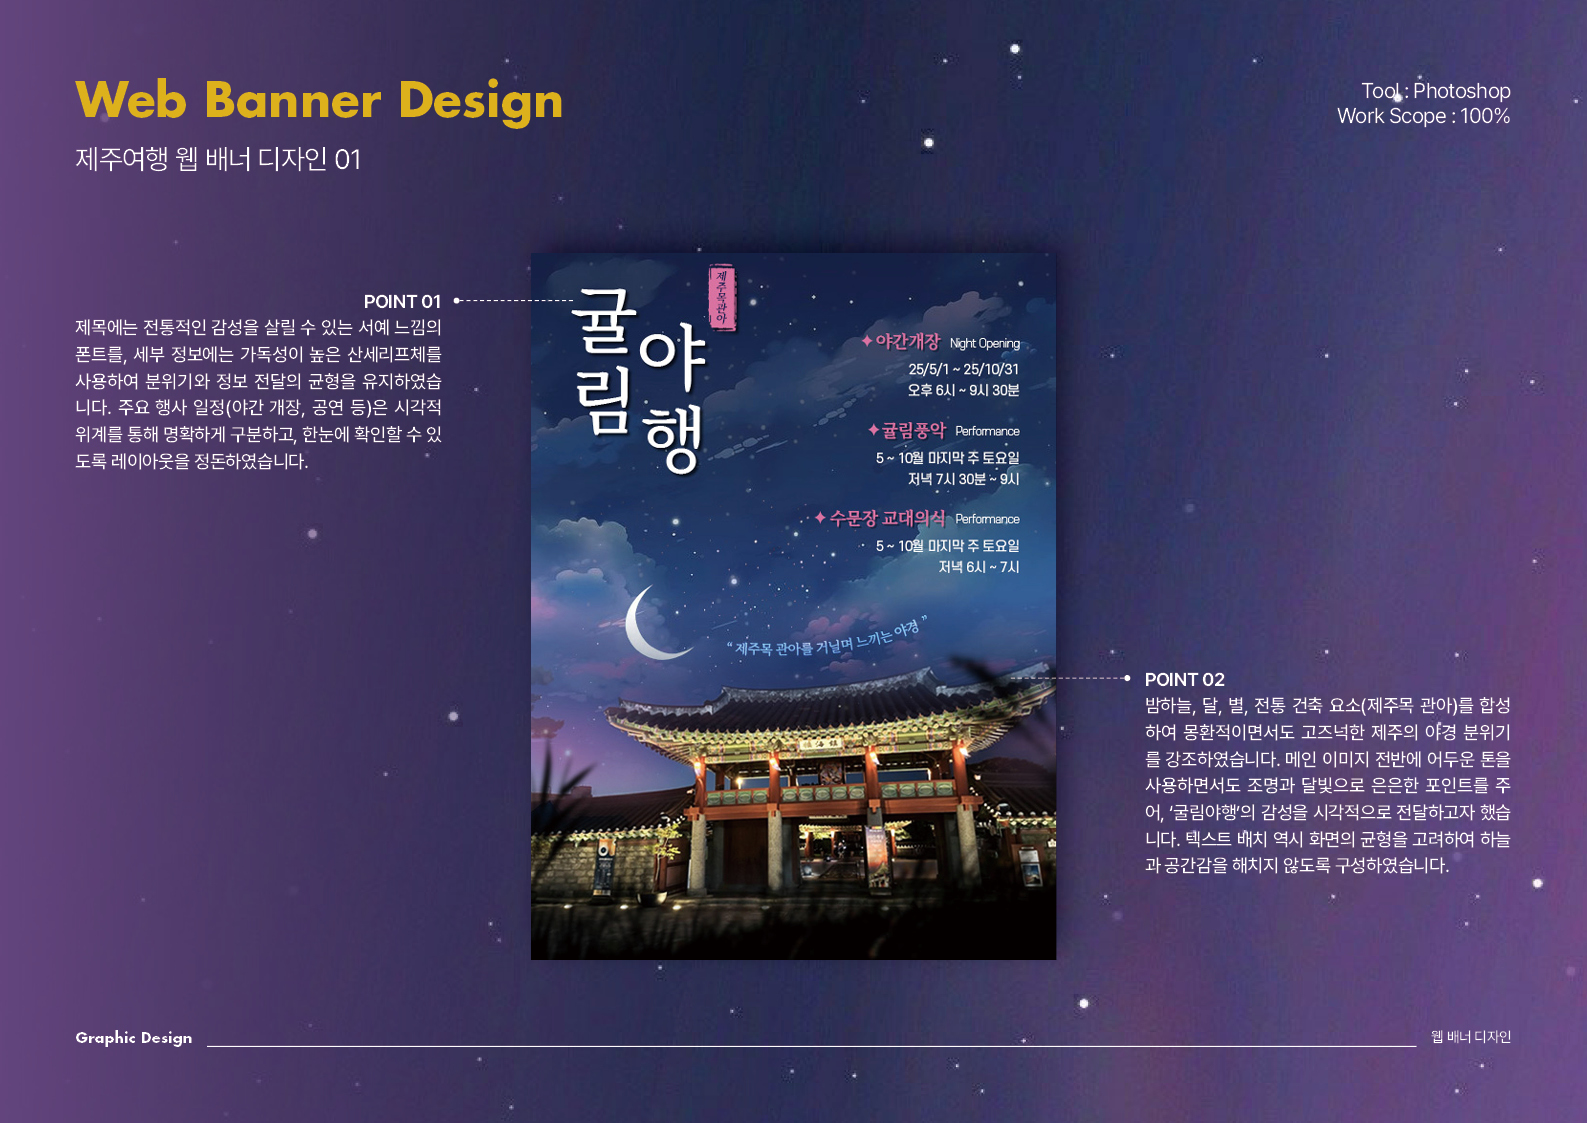 Web Banner Design
제주여행 웹 배너 디자인 01
Tool : Photoshop
Work Scope : 100%
POINT 01
제목에는 전통적인 감성을 살릴 수 있는 서예 느낌의
폰트를, 세부 정보에는 가독성이 높은 산세리프체를
사용하여 분위기와 정보 전달의 균형을 유지하였습
니다. 주요 행사 일정(야간 개장, 공연 등)은 시각적
위계를 통해 명확하게 구분하고, 한눈에 확인할 수 있
도록 레이아웃을 정돈하였습니다.
귤림
야행
제주목관아
✦야간개장 Night Opening
25/5/1 ~ 25/10/31
오후 6시 ~ 9시 30분
✦귤림풍악 Performance
5 ~ 10월 마지막 주 토요일
저녁 7시 30분 ~ 9시
✦수문장 교대의식 Performance
5 ~ 10월 마지막 주 토요일
저녁 6시 ~ 7시
“ 제주목 관아를 거닐며 느끼는 야경 ”
POINT 02
밤하늘, 달, 별, 전통 건축 요소(제주목 관아)를 합성
하여 몽환적이면서도 고즈넉한 제주의 야경 분위기
를 강조하였습니다. 메인 이미지 전반에 어두운 톤을
사용하면서도 조명과 달빛으로 은은한 포인트를 주
어, ‘굴림야행’의 감성을 시각적으로 전달하고자 했습
니다. 텍스트 배치 역시 화면의 균형을 고려하여 하늘
과 공간감을 해치지 않도록 구성하였습니다.
Graphic Design
웹 배너 디자인